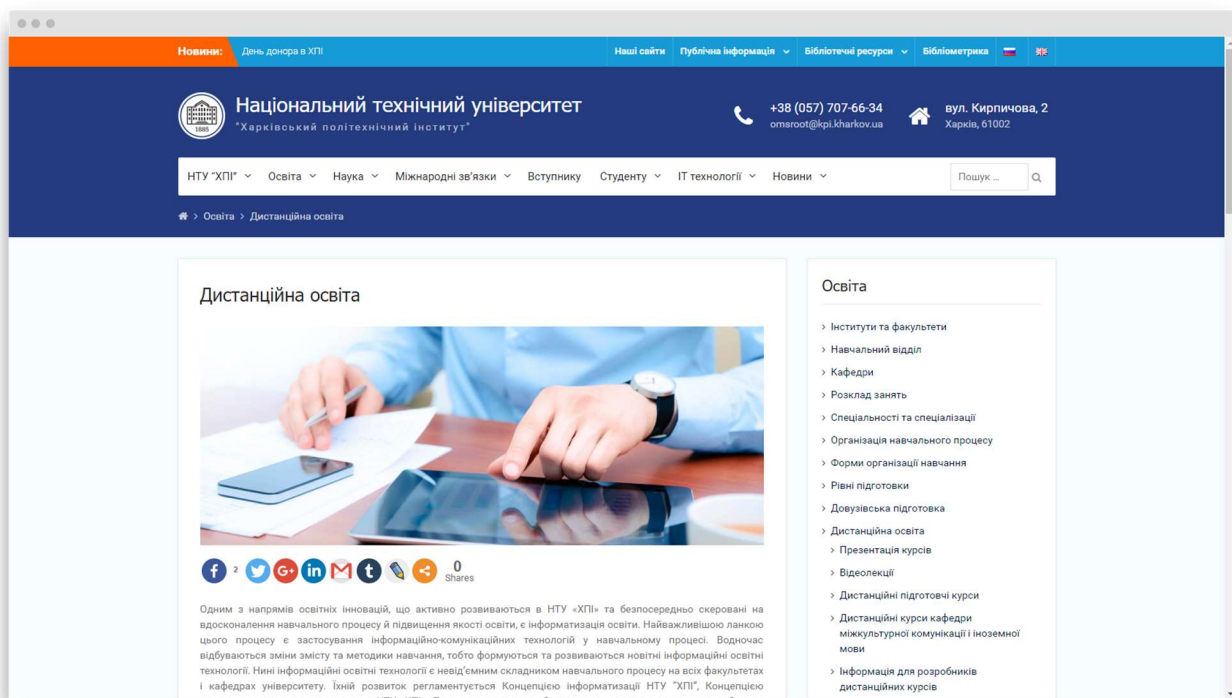 Новини: День донора в ХПІ Наші сайти Публічна інформація Бібліотечні ресурси Бібліометрика
Національний технічний університет
"Харківський політехнічний інститут"
1885
+38 (057) 707-66-34
omsroot@kpi.kharkov.ua
вул. Кирпичова, 2
Харків, 61002
НТУ "ХПІ" Освіта Наука Міжнародні зв'язки Вступнику Студенту ІТ технології Новини Пошук ...
> Освіта > Дистанційна освіта
Дистанційна освіта
2
0
Shares
Одним з напрямів освітніх інновацій, що активно розвиваються в НТУ «ХПІ» та безпосередньо скеровані на
вдосконалення навчального процесу й підвищення якості освіти, є інформатизація освіти. Найважливішою ланкою
цього процесу є застосування інформаційно-комунікаційних технологій у навчальному процесі. Водночас
відбуваються зміни змісту та методики навчання, тобто формуються та розвиваються новітні інформаційні освітні
технології. Нині інформаційні освітні технології є невід'ємним складником навчального процесу на всіх факультетах
і кафедрах університету. Їхній розвиток регламентується Концепцією інформатизації НТУ "ХПІ", Концепцією
Освіта
> Інститути та факультети
> Навчальний відділ
> Кафедри
> Розклад занять
> Спеціальності та спеціалізації
> Організація навчального процесу
> Форми організації навчання
> Рівні підготовки
> Довузівська підготовка
> Дистанційна освіта
> Презентація курсів
> Відеолекції
> Дистанційні підготовчі курси
> Дистанційні курси кафедри
міжкультурної комунікації і іноземної
мови
> Інформація для розробників
дистанційних курсів